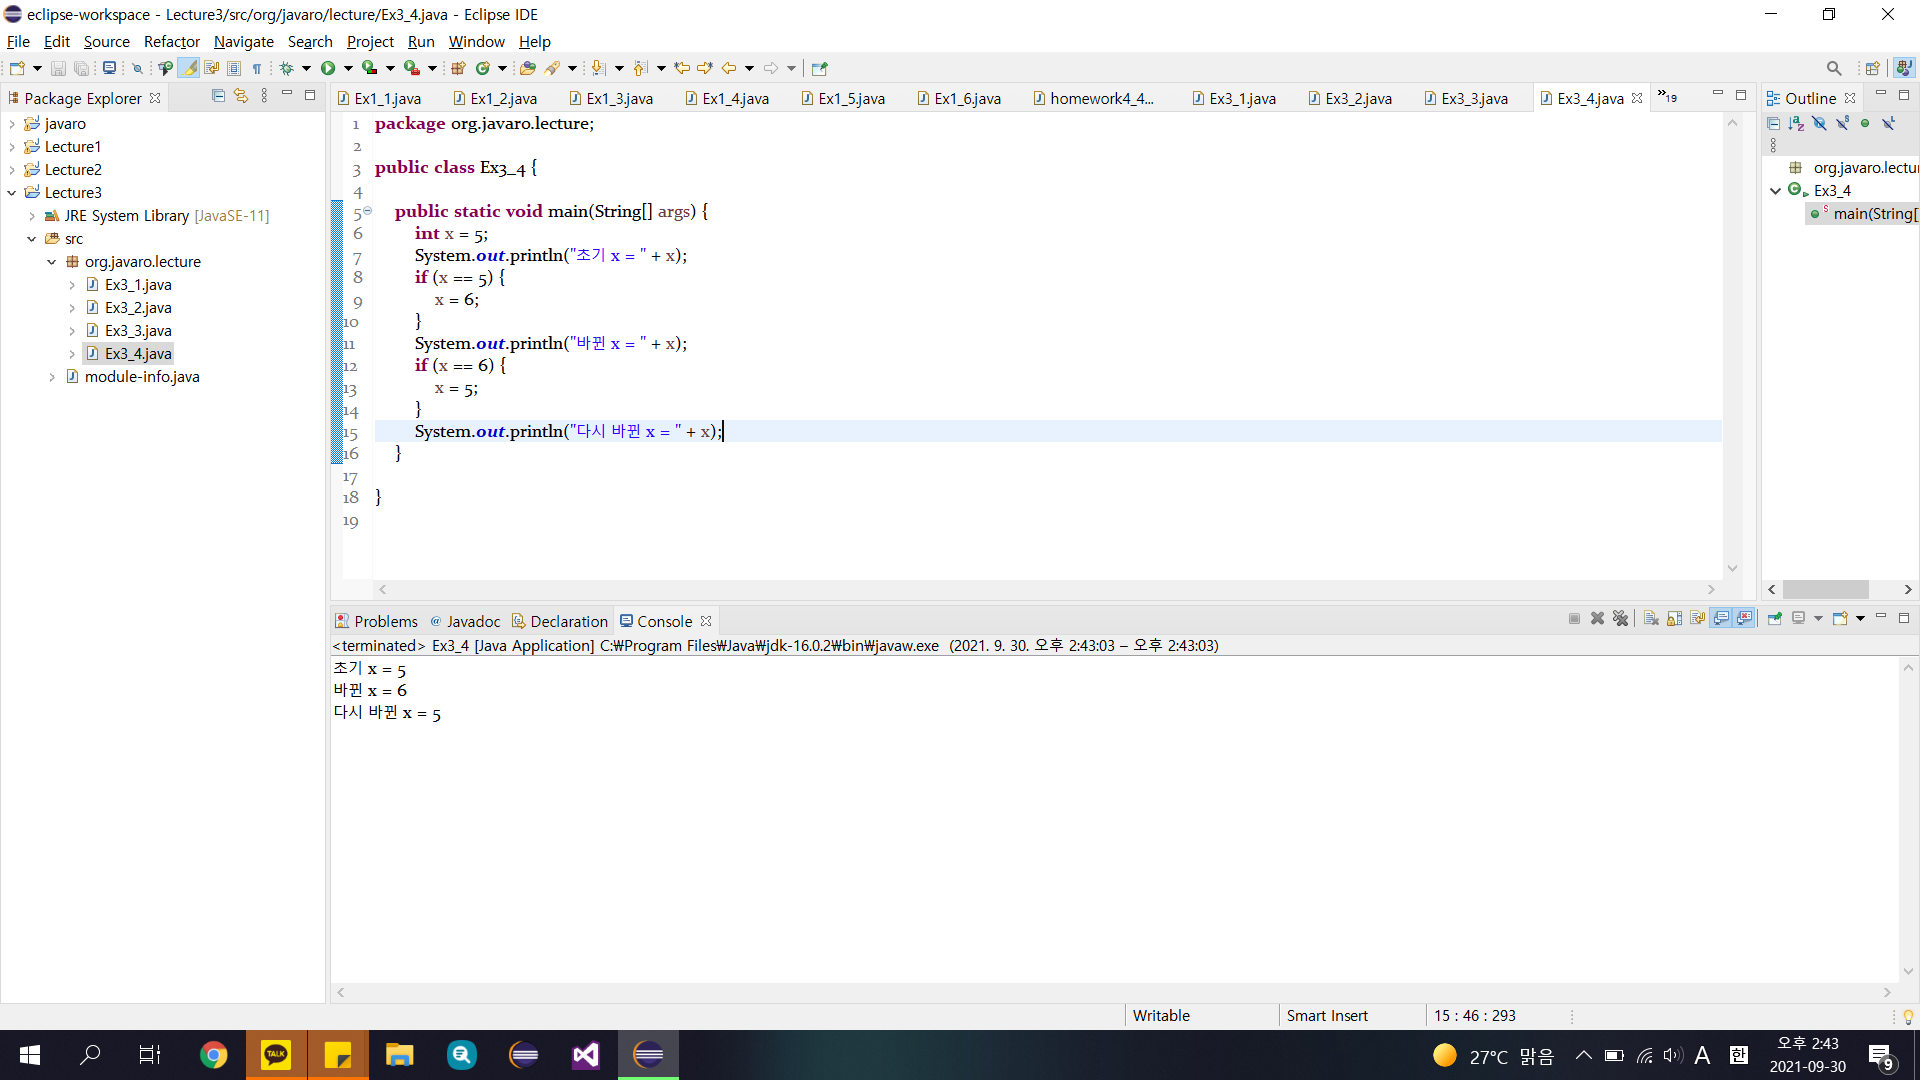 eclipse-workspace - Lecture3/src/org/javaro/lecture/Ex3_4.java - Eclipse IDE
File Edit Source Refactor Navigate Search Project Run Window Help
Package Explorer
javaro
Lecture1
Lecture2
Lecture3
JRE System Library [JavaSE-11]
src
org.javaro.lecture
Ex3_1.java
Ex3_2.java
Ex3_3.java
Ex3_4.java
module-info.java
Ex1_1.java Ex1_2.java Ex1_3.java Ex1_4.java Ex1_5.java Ex1_6.java homework4_4... Ex3_1.java Ex3_2.java Ex3_3.java Ex3_4.java »19
1 package org.javaro.lecture;
2
3 public class Ex3_4 {
4
5 public static void main(String[] args) {
6 int x = 5;
7 System.out.println("초기 x = " + x);
8 if (x == 5) {
9 x = 6;
10 }
11 System.out.println("바뀐 x = " + x);
12 if (x == 6) {
13 x = 5;
14 }
15 System.out.println("다시 바뀐 x = " + x);
16 }
17
18 }
19
Outline
org.javaro.lectur
Ex3_4
main(String[
Problems @ Javadoc Declaration Console
<terminated> Ex3_4 [Java Application] C:₩Program Files₩Java₩jdk-16.0.2₩bin₩javaw.exe (2021. 9. 30. 오후 2:43:03 – 오후 2:43:03)
초기 x = 5
바뀐 x = 6
다시 바뀐 x = 5
Writable Smart Insert 15 : 46 : 293
TALK
27°C 맑음
A 한
오후 2:43
2021-09-30
9